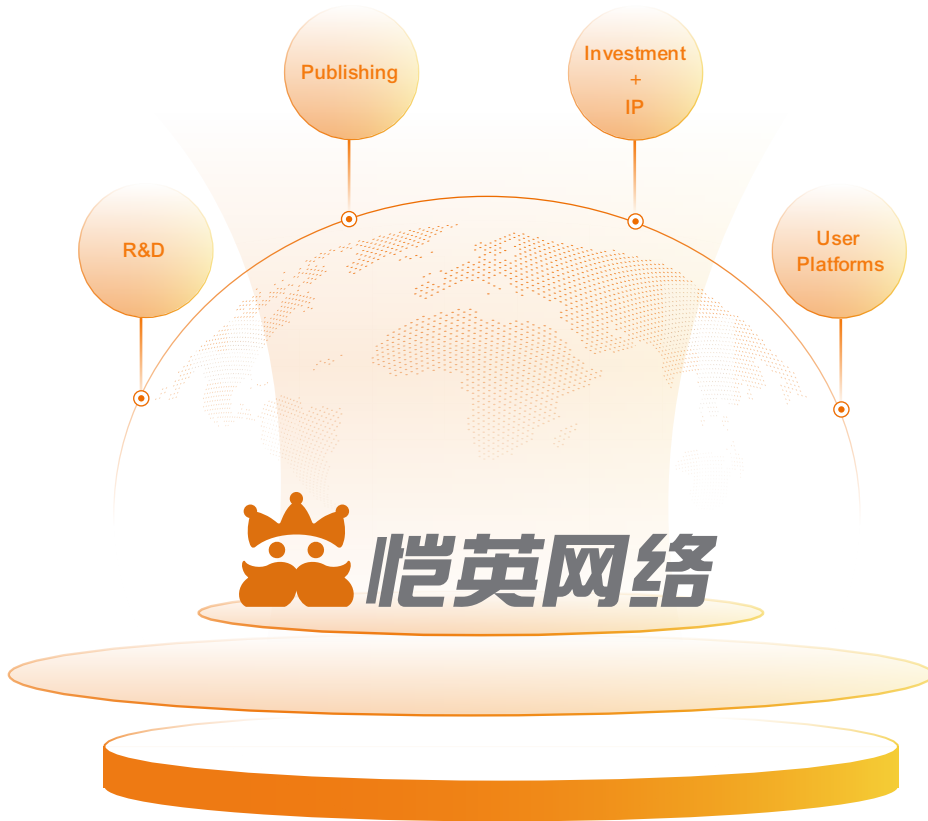 Publishing
Investment
+
IP
R&D
User
Platforms
恺英网络